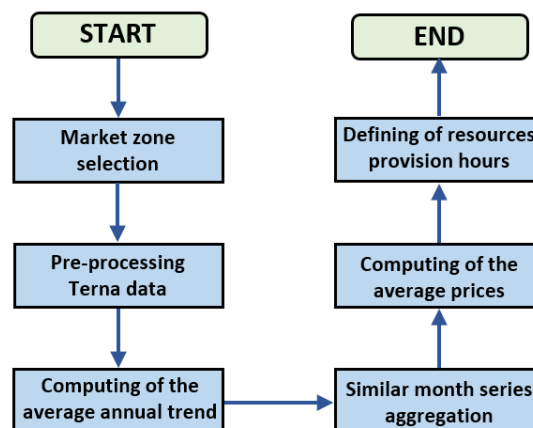 START
Market zone
selection
Pre-processing
Terna data
Computing of the
average annual trend
Similar month series
aggregation
Computing of the
average prices
Defining of resources
provision hours
END